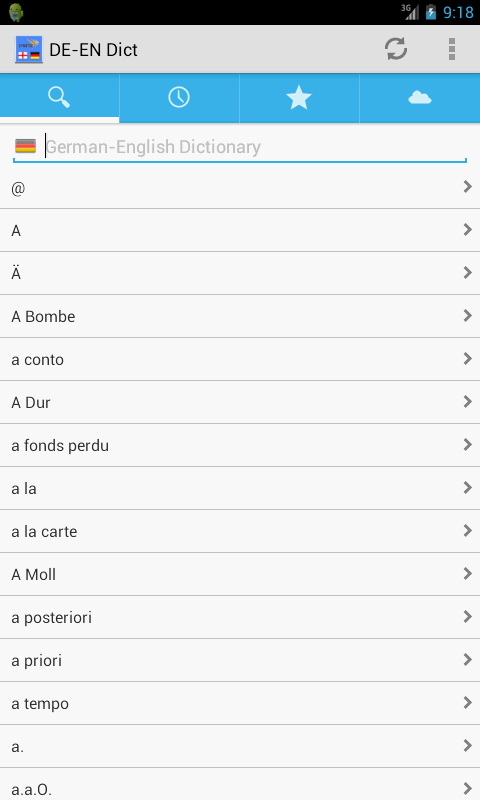 3G 9:18
DE-EN Dict
German-English Dictionary
@
A
Ä
A Bombe
a conto
A Dur
a fonds perdu
a la
a la carte
A Moll
a posteriori
a priori
a tempo
a.
a.a.O.